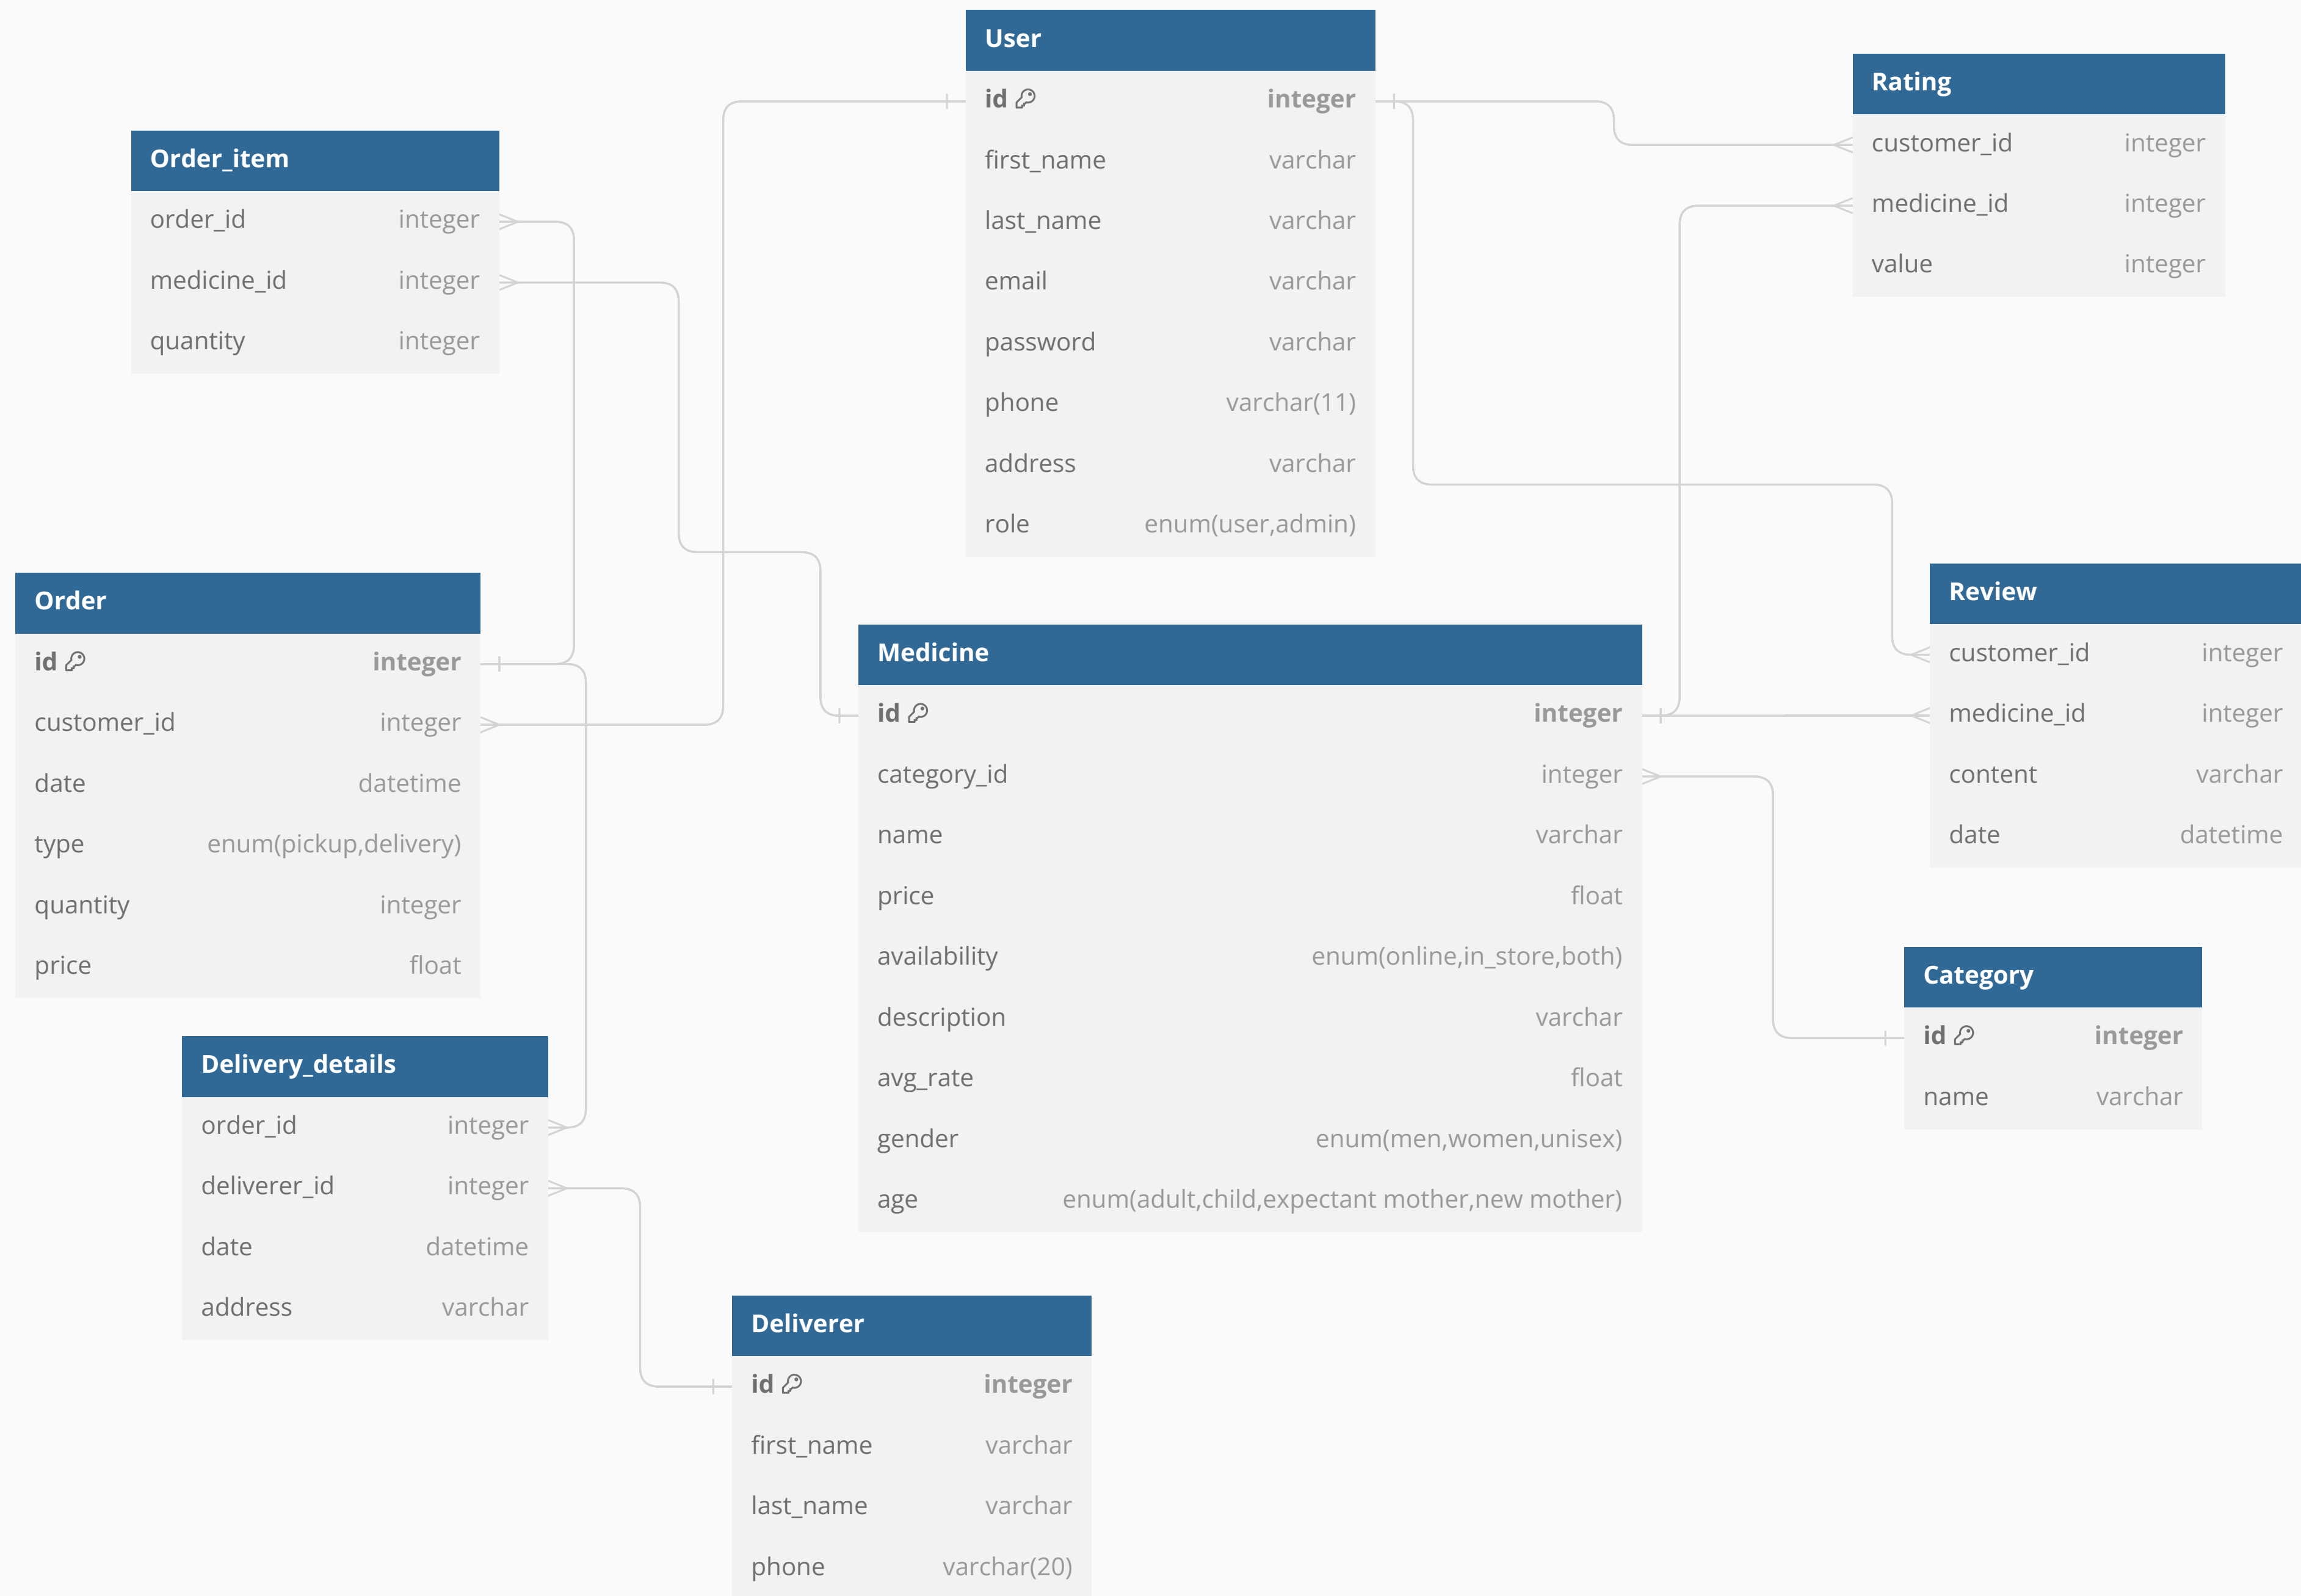 User
id integer
first_name varchar
last_name varchar
email varchar
password varchar
phone varchar(11)
address varchar
role enum(user,admin)
Rating
customer_id integer
medicine_id integer
value integer
Order_item
order_id integer
medicine_id integer
quantity integer
Order
id integer
customer_id integer
date datetime
type enum(pickup,delivery)
quantity integer
price float
Medicine
id integer
category_id integer
name varchar
price float
availability enum(online,in_store,both)
description varchar
avg_rate float
gender enum(men,women,unisex)
age enum(adult,child,expectant mother,new mother)
Review
customer_id integer
medicine_id integer
content varchar
date datetime
Category
id integer
name varchar
Delivery_details
order_id integer
deliverer_id integer
date datetime
address varchar
Deliverer
id integer
first_name varchar
last_name varchar
phone varchar(20)